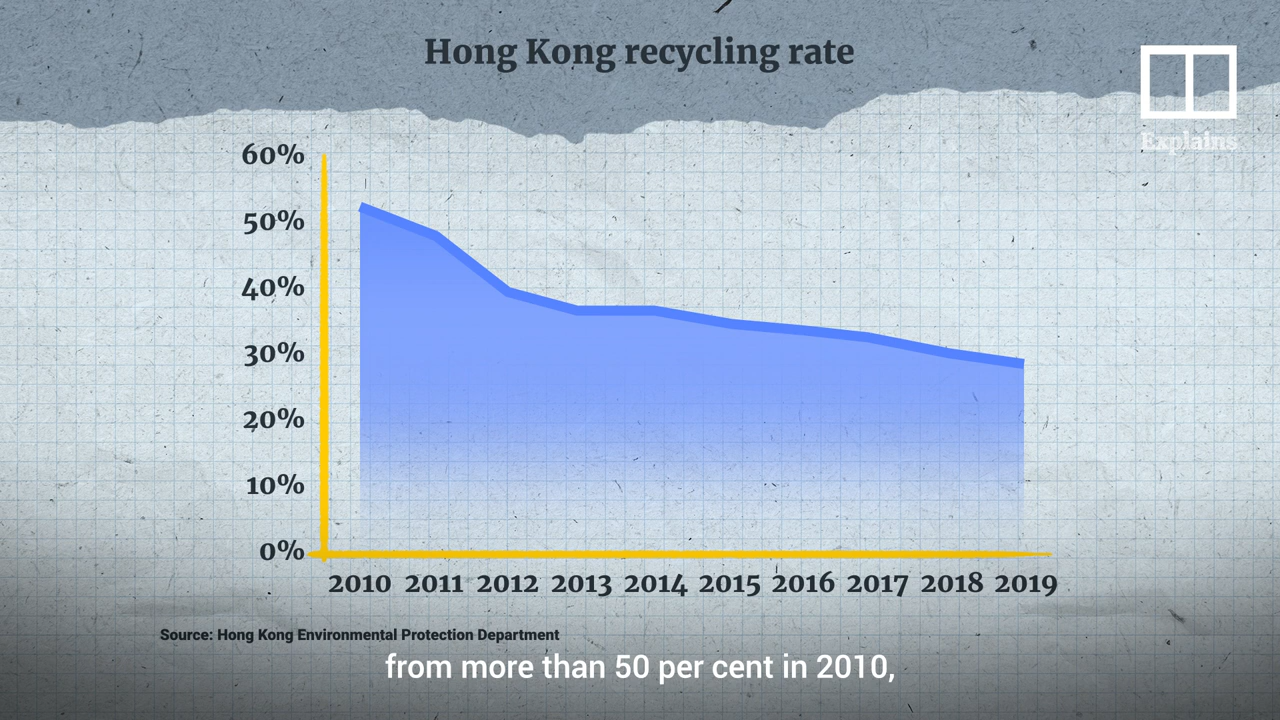 Hong Kong recycling rate
Explains
60%
50%
40%
30%
20%
10%
0%
2010 2011 2012 2013 2014 2015 2016 2017 2018 2019
Source: Hong Kong Environmental Protection Department
from more than 50 per cent in 2010,